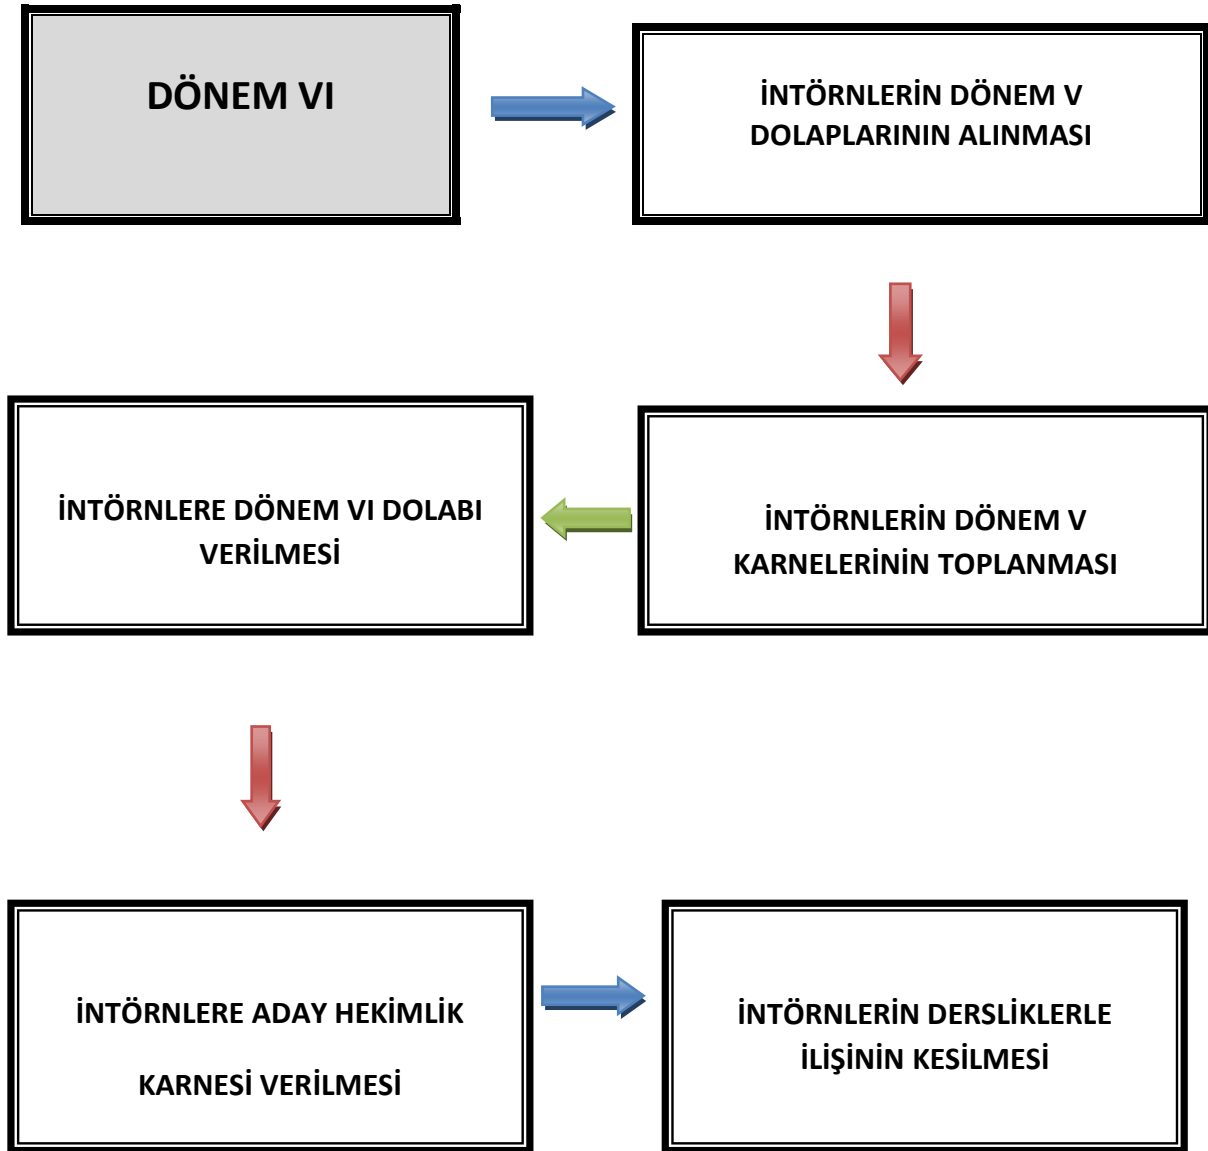 DÖNEM VI
İNTÖRNLERİN DÖNEM V
DOLAPLARININ ALINMASI
İNTÖRNLERE DÖNEM VI DOLABI
VERİLMESİ
İNTÖRNLERİN DÖNEM V
KARNELERİNİN TOPLANMASI
İNTÖRNLERE ADAY HEKİMLİK
KARNESİ VERİLMESİ
İNTÖRNLERİN DERSLİKLERLE
İLİŞİNİN KESİLMESİ